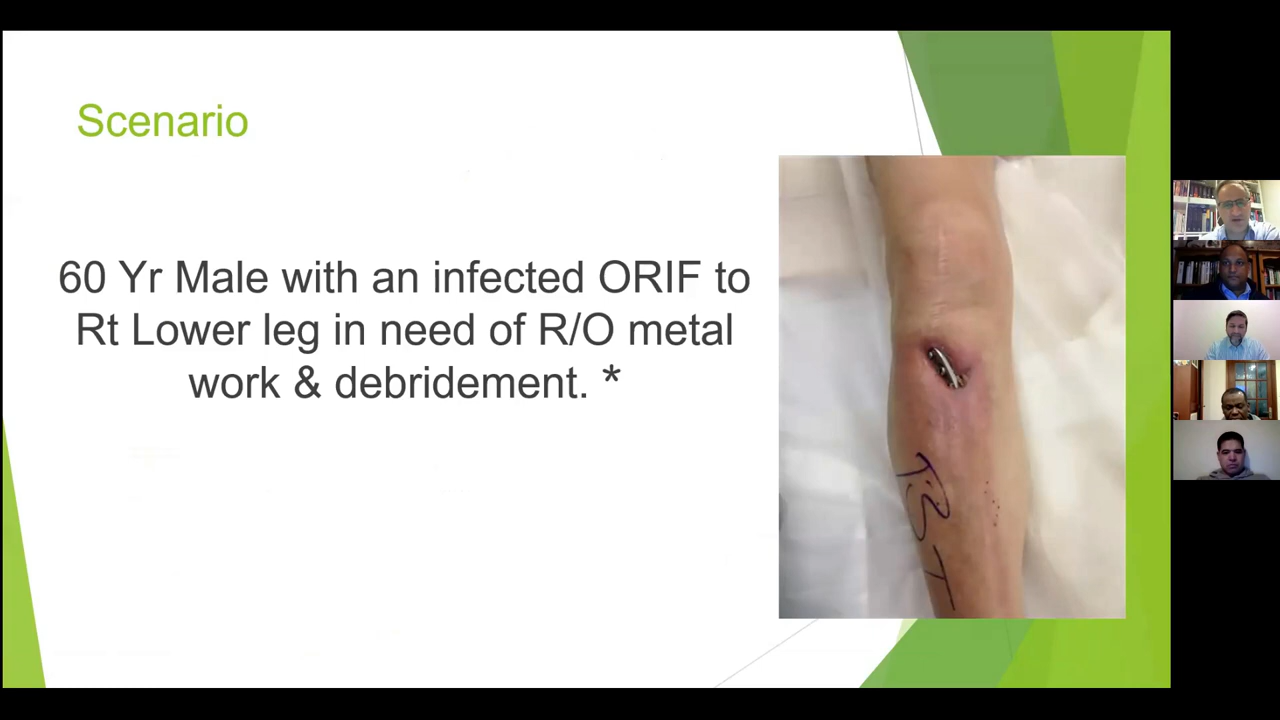 Scenario
60 Yr Male with an infected ORIF to
Rt Lower leg in need of R/O metal
work & debridement. *